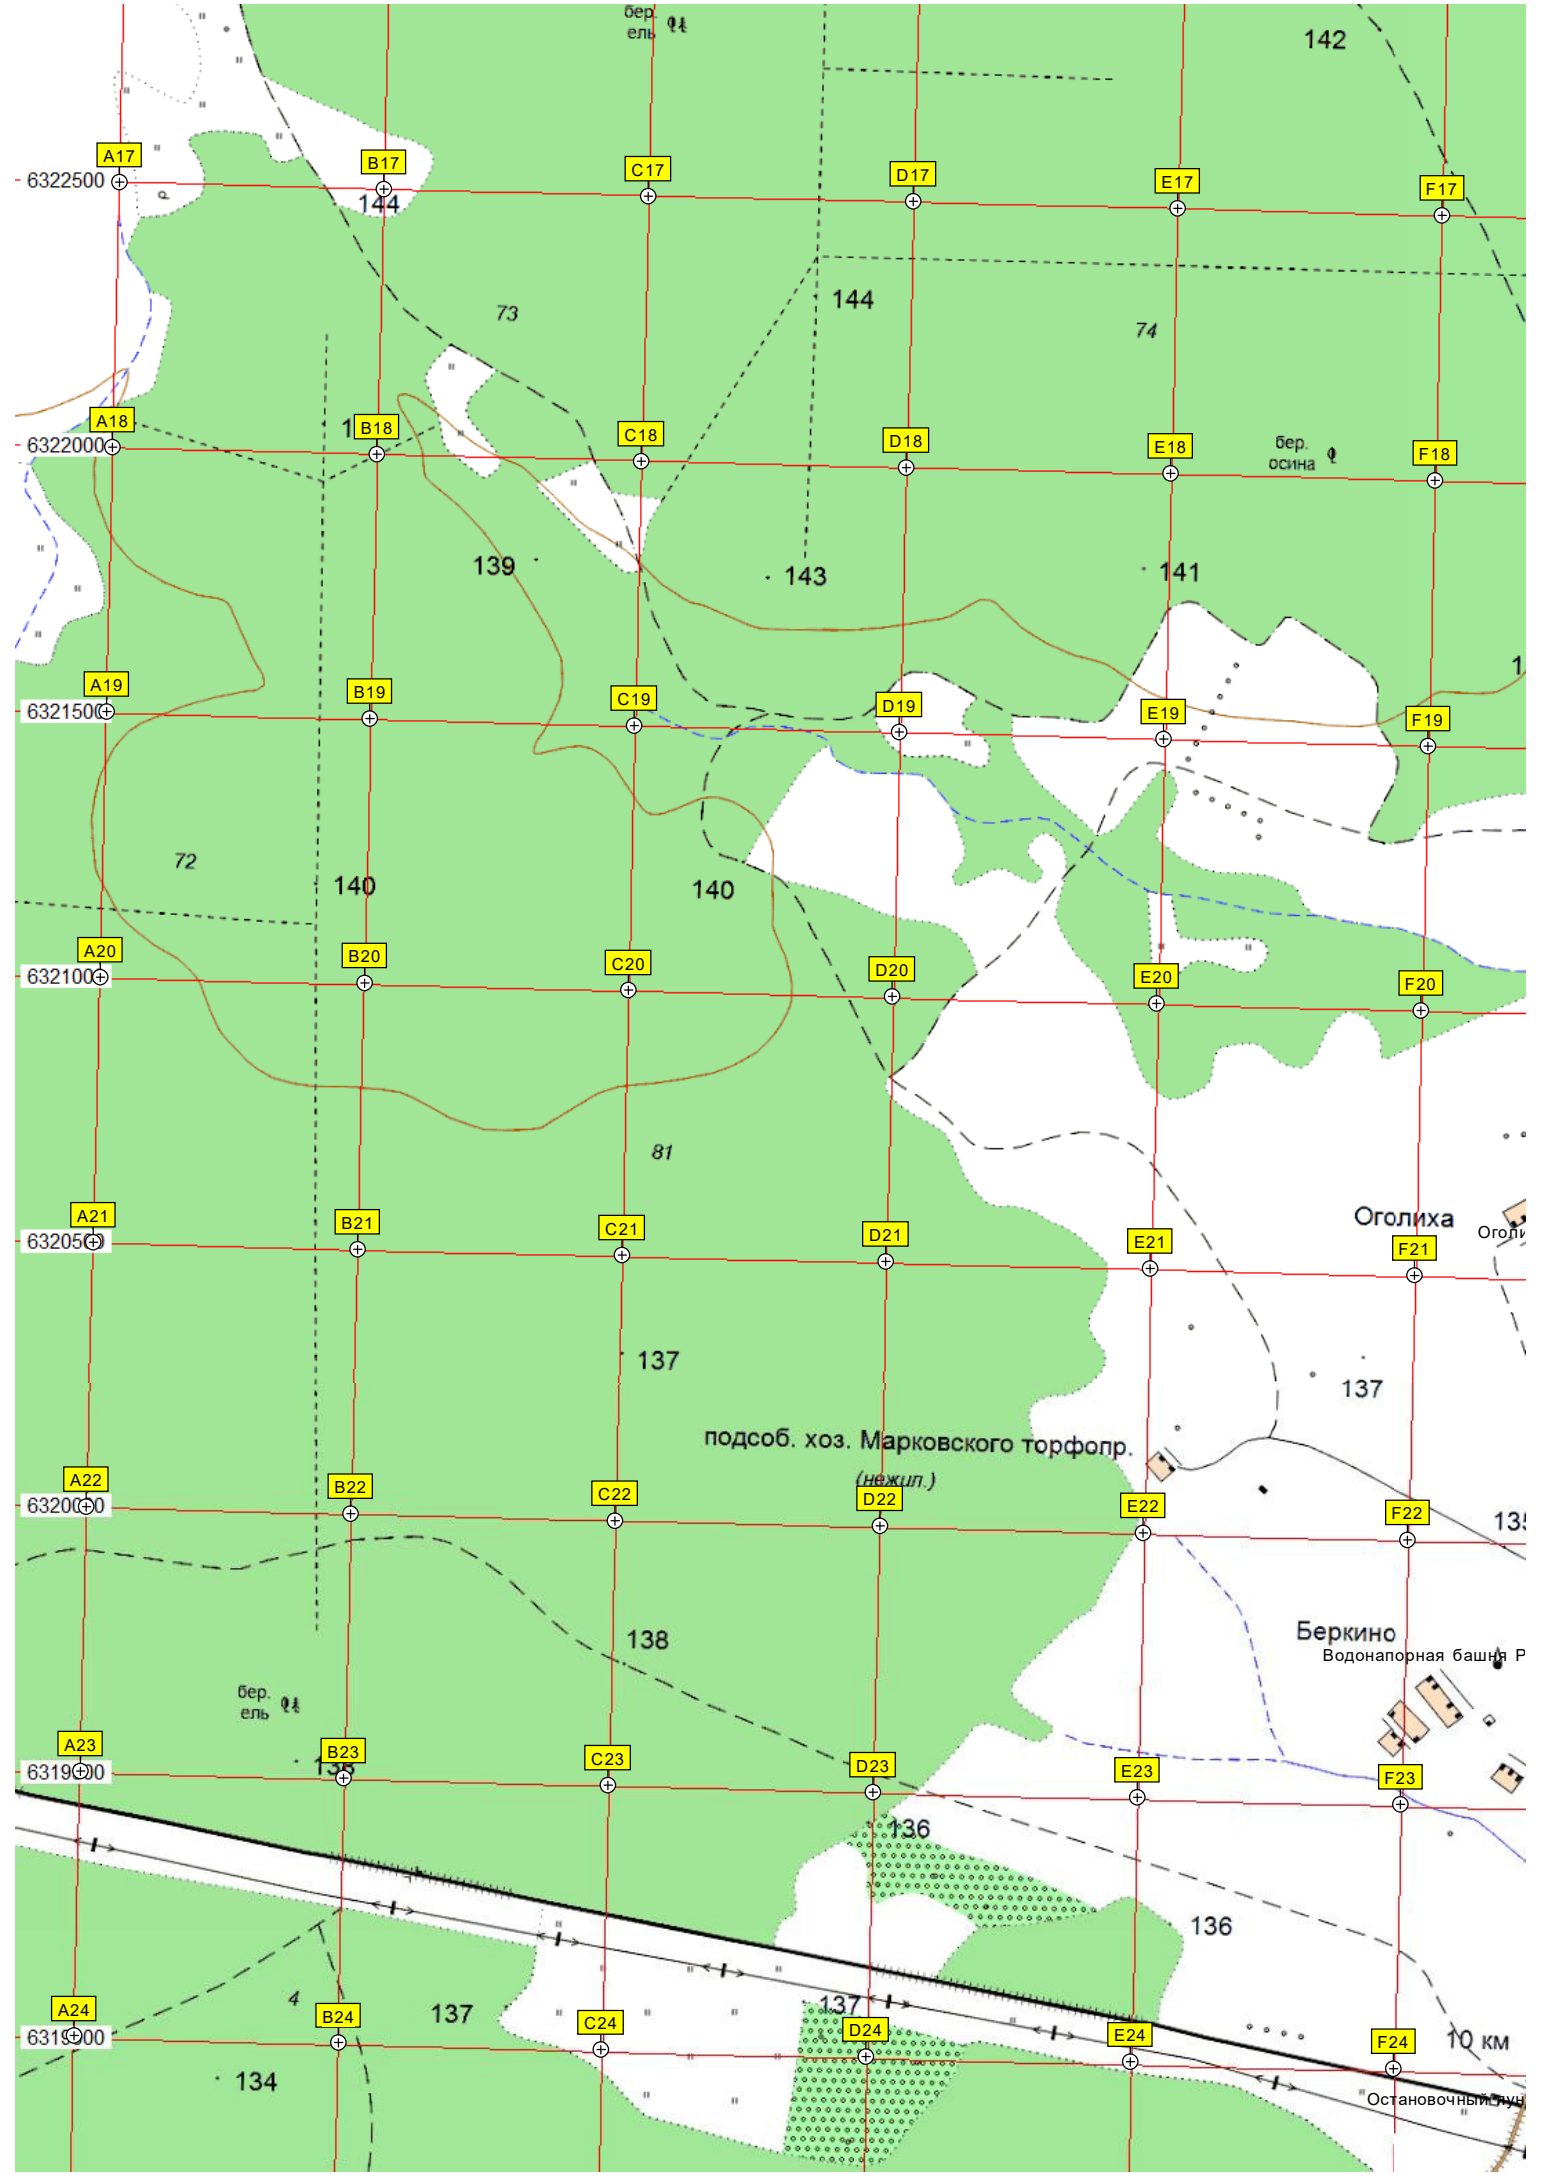 бер.
ель
142
A17
B17
C17
D17
E17
F17
6322500
144
73
144
74
A18
B18
C18
D18
E18
F18
6322000
бер.
осина
139
143
141
A19
B19
C19
D19
E19
F19
6321500
72
140
140
A20
B20
C20
D20
E20
F20
632100
81
A21
B21
C21
D21
E21
F21
Оголиха
137
137
подсоб. хоз. Марковского торфопр.
(нежил.)
A22
B22
C22
D22
E22
F22
138
Беркино
Водонапорная башня Р
бер.
ель
A23
B23
C23
D23
E23
F23
136
136
4
137
137
A24
B24
C24
D24
E24
F24
10 км
134
Остановочный пун